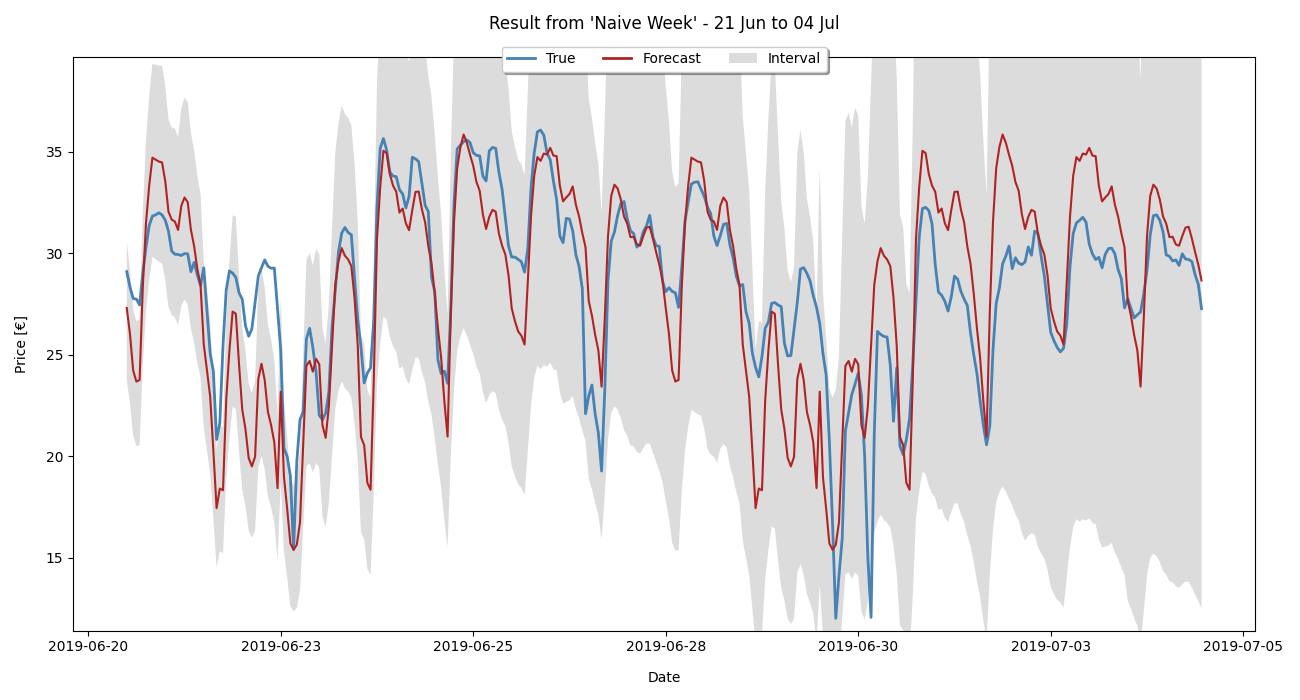 Result from 'Naive Week' - 21 Jun to 04 Jul
True Forecast Interval
35
30
25
20
15
Price [€]
2019-06-20 2019-06-23 2019-06-25 2019-06-28 2019-06-30 2019-07-03 2019-07-05
Date